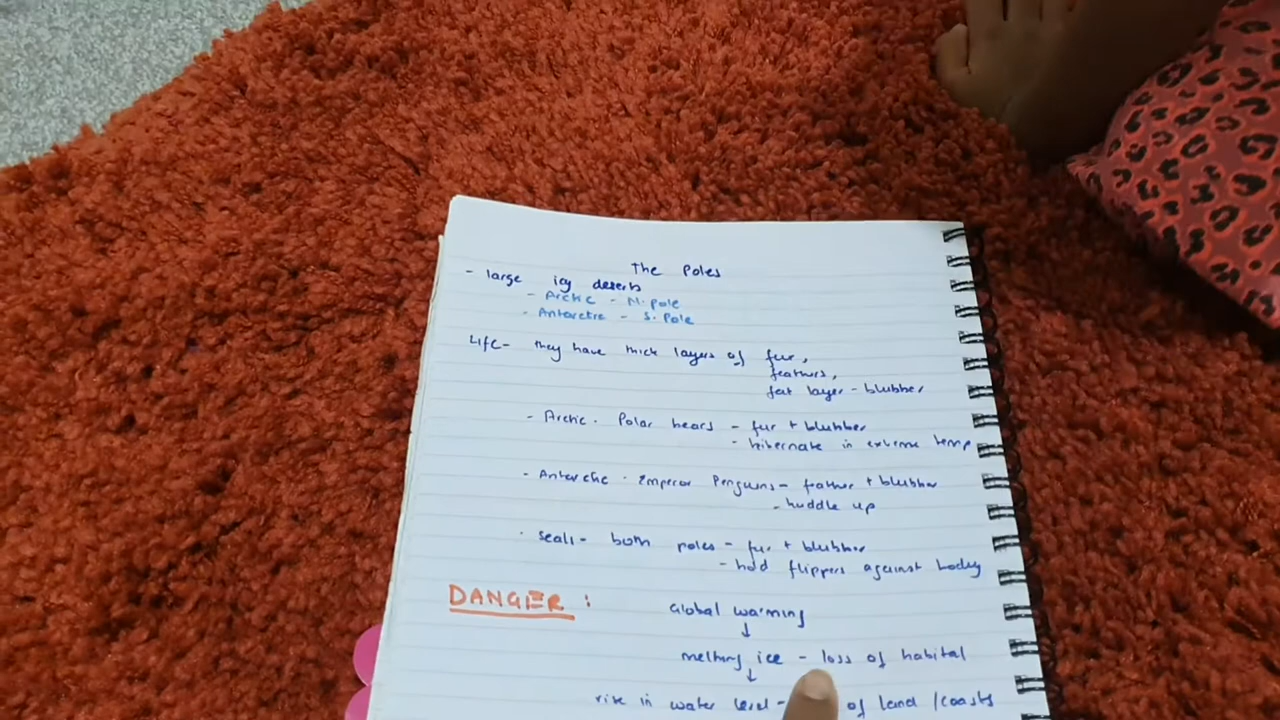 The Poles
- large icy deserts
- Arctic - N. pole
- Antarctic - S. Pole
Life - they have thick layers of fur,
feathers,
fat layer - blubber
- Arctic . Polar bears - fur + blubber
- hibernate in extreme temp
- Antarctic . Emperor Penguins - feather + blubber
- huddle up
. Seals - both poles - fur + blubber
- hold flippers against body
DANGER :
Global warming
↓
melting ice - loss of habitat
↓
rise in water level - of land / coasts